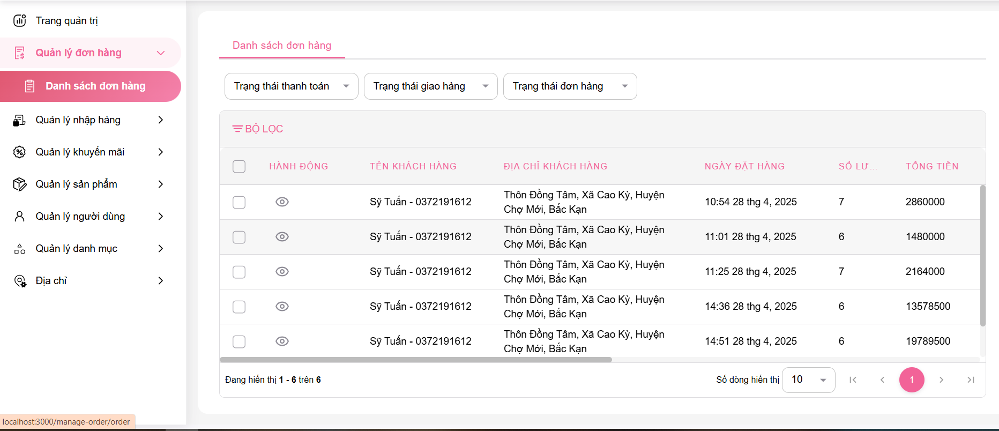 Trang quản trị
Quản lý đơn hàng
Danh sách đơn hàng
Quản lý nhập hàng
Quản lý khuyến mãi
Quản lý sản phẩm
Quản lý người dùng
Quản lý danh mục
Địa chỉ
Danh sách đơn hàng
Trạng thái thanh toán
Trạng thái giao hàng
Trạng thái đơn hàng
BỘ LỌC
HÀNH ĐỘNG TÊN KHÁCH HÀNG ĐỊA CHỈ KHÁCH HÀNG NGÀY ĐẶT HÀNG SỐ LƯ... TỔNG TIỀN
Sỹ Tuấn - 0372191612 Thôn Đồng Tâm, Xã Cao Kỳ, Huyện 10:54 28 thg 4, 2025 7 2860000
Chợ Mới, Bắc Kạn
Sỹ Tuấn - 0372191612 Thôn Đồng Tâm, Xã Cao Kỳ, Huyện 11:01 28 thg 4, 2025 6 1480000
Chợ Mới, Bắc Kạn
Sỹ Tuấn - 0372191612 Thôn Đồng Tâm, Xã Cao Kỳ, Huyện 11:25 28 thg 4, 2025 7 2164000
Chợ Mới, Bắc Kạn
Sỹ Tuấn - 0372191612 Thôn Đồng Tâm, Xã Cao Kỳ, Huyện 14:36 28 thg 4, 2025 6 13578500
Chợ Mới, Bắc Kạn
Sỹ Tuấn - 0372191612 Thôn Đồng Tâm, Xã Cao Kỳ, Huyện 14:51 28 thg 4, 2025 6 19789500
Chợ Mới, Bắc Kạn
Đang hiển thị 1 - 6 trên 6
Số dòng hiển thị 10 1
localhost:3000/manage-order/order